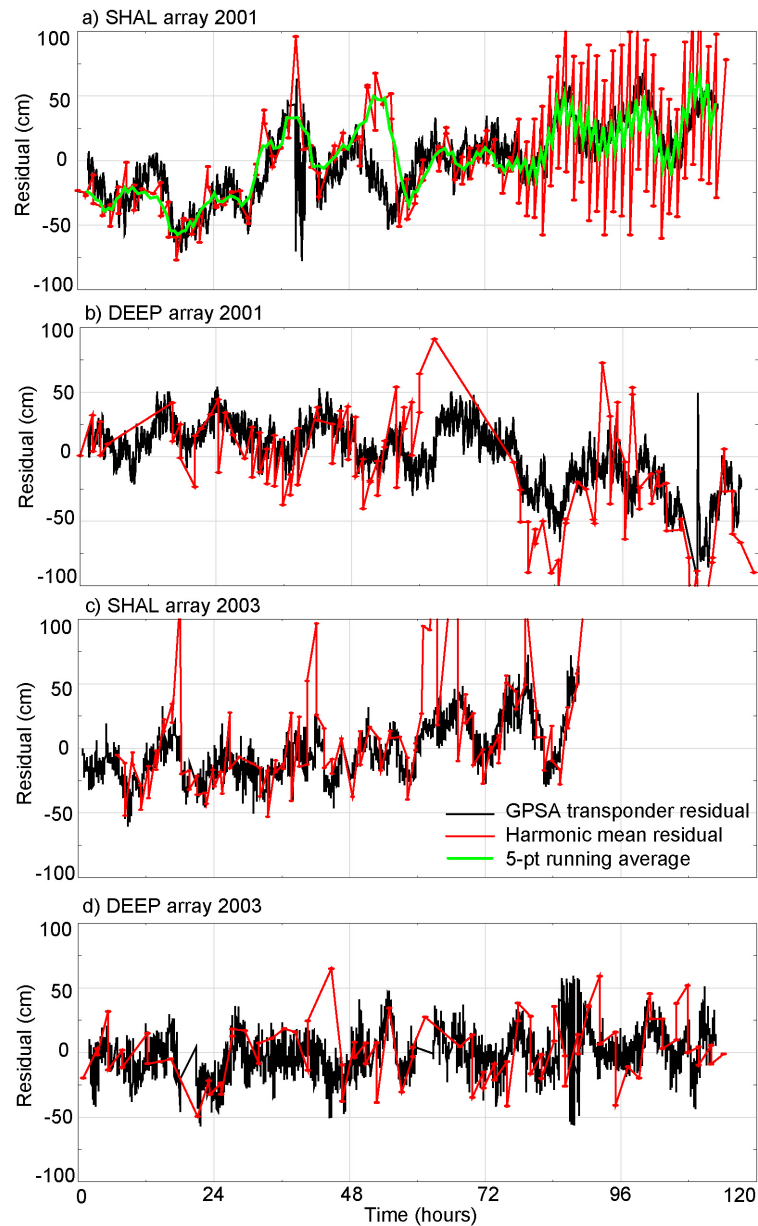 a) SHAL array 2001
100
50
0
-50
-100
Residual (cm)
b) DEEP array 2001
100
50
0
-50
-100
Residual (cm)
c) SHAL array 2003
100
50
0
-50
-100
Residual (cm)
GPSA transponder residual
Harmonic mean residual
5-pt running average
d) DEEP array 2003
100
50
0
-50
-100
Residual (cm)
0 24 48 72 96 120
Time (hours)